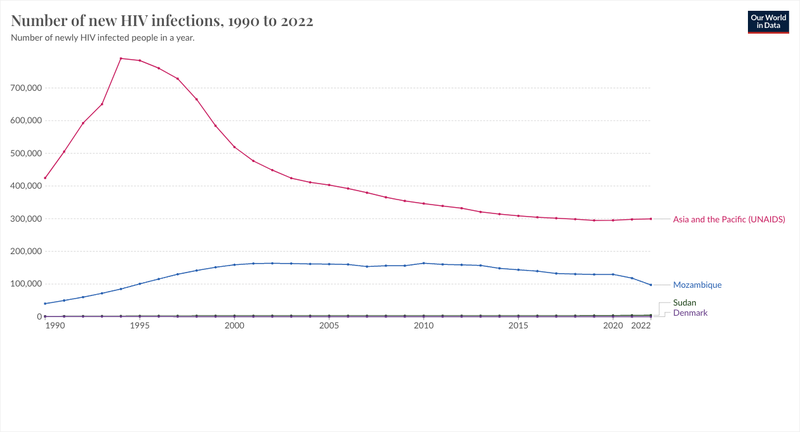 Number of new HIV infections, 1990 to 2022
Our World
in Data
Number of newly HIV infected people in a year.
700,000
600,000
500,000
400,000
300,000
200,000
100,000
0
Asia and the Pacific (UNAIDS)
Mozambique
Sudan
Denmark
1990
1995
2000
2005
2010
2015
2020
2022